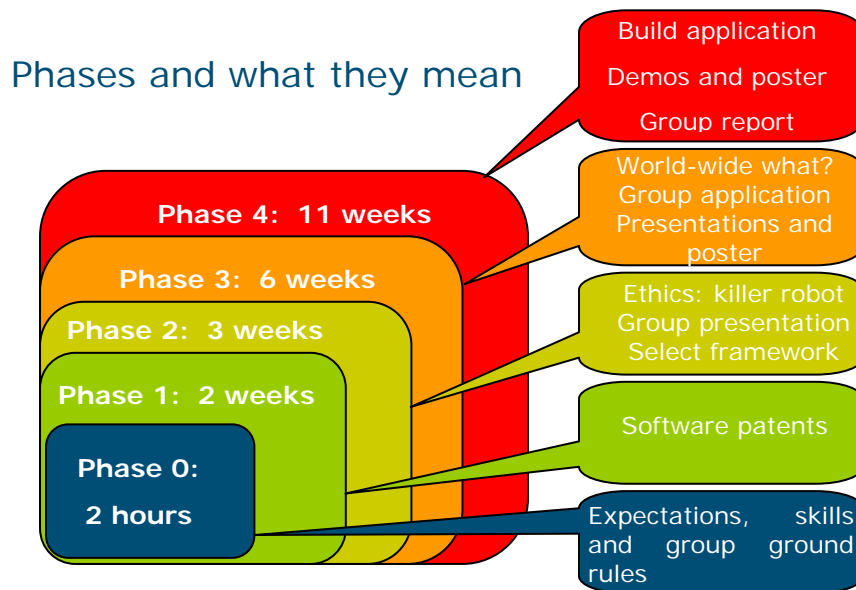 Phases and what they mean
Build application
Demos and poster
Group report
Phase 4: 11 weeks
World-wide what?
Group application
Presentations and
poster
Phase 3: 6 weeks
Ethics: killer robot
Group presentation
Select framework
Phase 2: 3 weeks
Software patents
Phase 1: 2 weeks
Expectations, skills
and group ground
rules
Phase 0:
2 hours